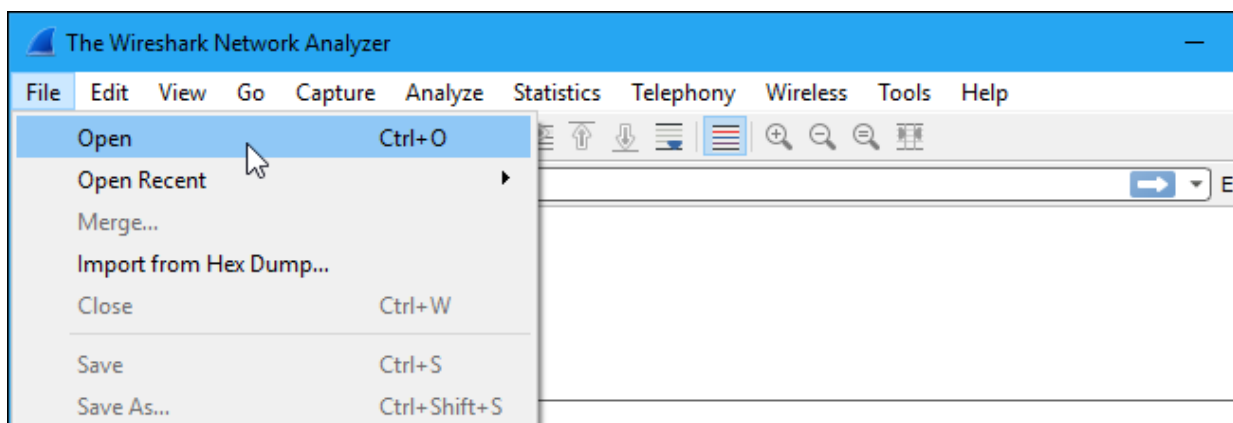 The Wireshark Network Analyzer
File Edit View Go Capture Analyze Statistics Telephony Wireless Tools Help
Open Ctrl+O
Open Recent
E
Merge...
Import from Hex Dump...
Close Ctrl+W
Save Ctrl+S
Save As... Ctrl+Shift+S